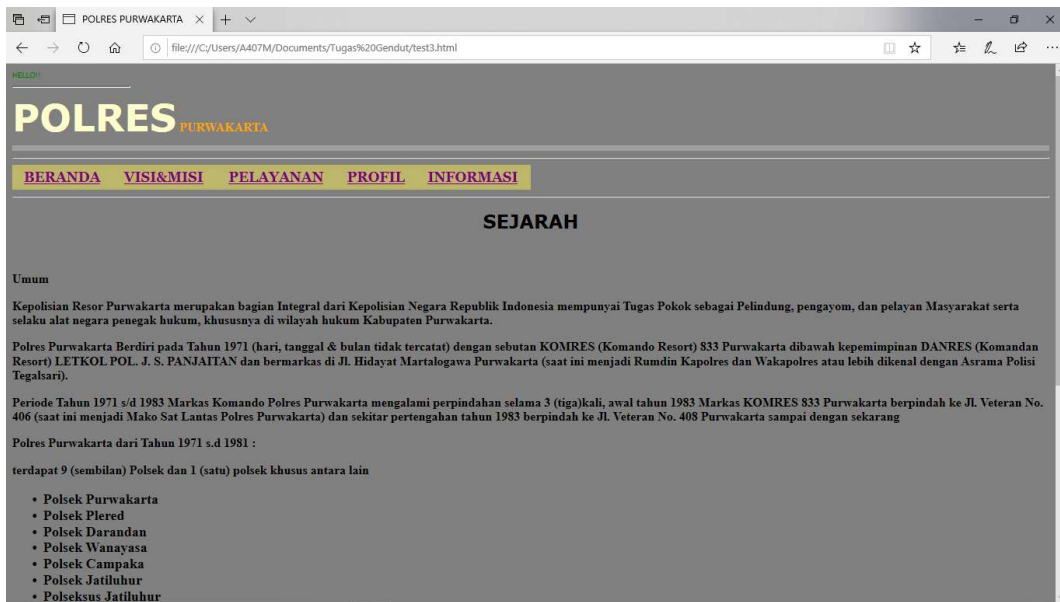 POLRES PURWAKARTA
file:///C:/Users/A407M/Documents/Tugas%20Gendut/test3.html
HELLO!!
POLRES PURWAKARTA
BERANDA VISI&MISI PELAYANAN PROFIL INFORMASI
SEJARAH
Umum
Kepolisian Resor Purwakarta merupakan bagian Integral dari Kepolisian Negara Republik Indonesia mempunyai Tugas Pokok sebagai Pelindung, pengayom, dan pelayan Masyarakat serta
selaku alat negara penegak hukum, khususnya di wilayah hukum Kabupaten Purwakarta.
Polres Purwakarta Berdiri pada Tahun 1971 (hari, tanggal & bulan tidak tercatat) dengan sebutan KOMRES (Komando Resort) 833 Purwakarta dibawah kepemimpinan DANRES (Komandan
Resort) LETKOL POL. J. S. PANJAITAN dan bermarkas di Jl. Hidayat Martalogawa Purwakarta (saat ini menjadi Rumdin Kapolres dan Wakapolres atau lebih dikenal dengan Asrama Polisi
Tegalsari).
Periode Tahun 1971 s/d 1983 Markas Komando Polres Purwakarta mengalami perpindahan selama 3 (tiga)kali, awal tahun 1983 Markas KOMRES 833 Purwakarta berpindah ke Jl. Veteran No.
406 (saat ini menjadi Mako Sat Lantas Polres Purwakarta) dan sekitar pertengahan tahun 1983 berpindah ke Jl. Veteran No. 408 Purwakarta sampai dengan sekarang
Polres Purwakarta dari Tahun 1971 s.d 1981 :
terdapat 9 (sembilan) Polsek dan 1 (satu) polsek khusus antara lain
• Polsek Purwakarta
• Polsek Plered
• Polsek Darandan
• Polsek Wanayasa
• Polsek Campaka
• Polsek Jatiluhur
• Polseksus Jatiluhur